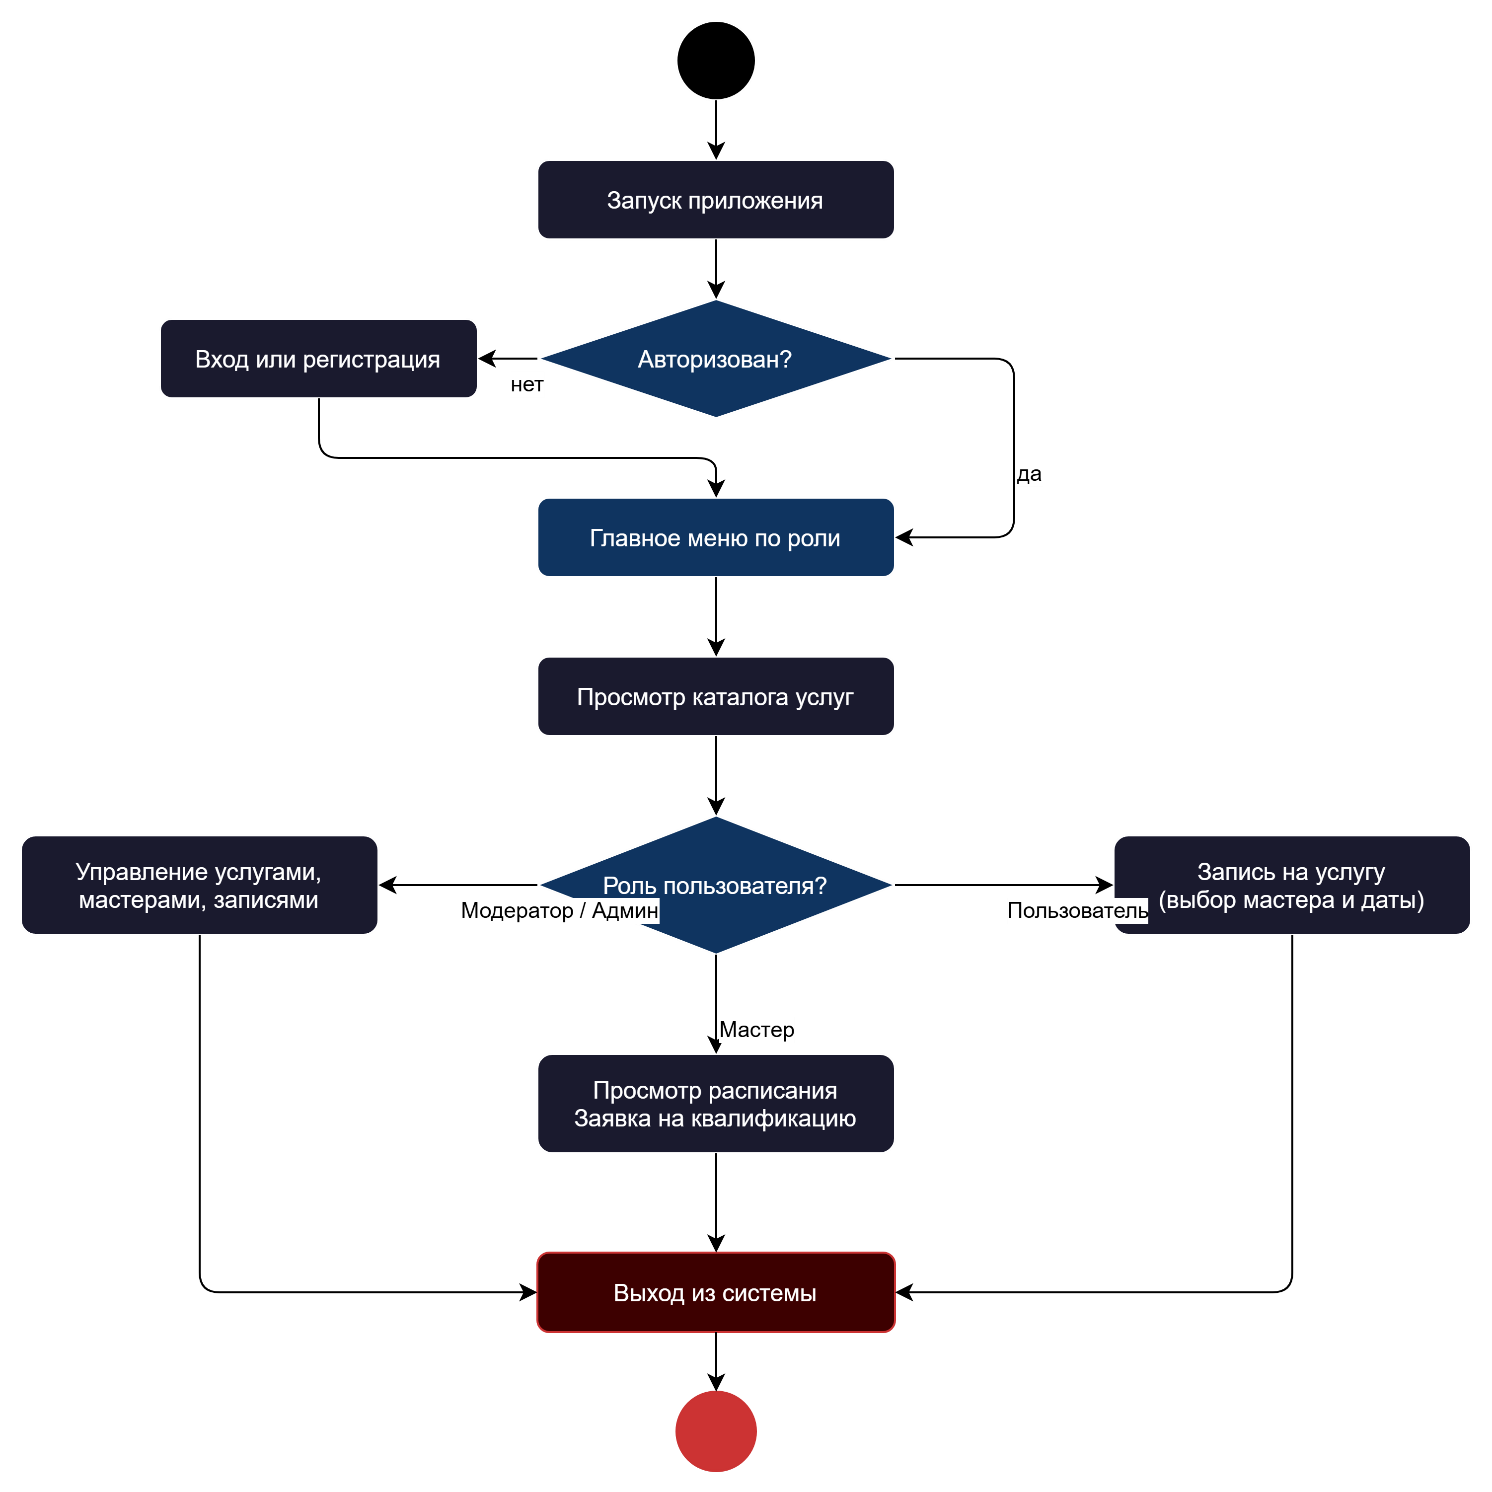 Запуск приложения
Вход или регистрация
Авторизован?
нет
да
Главное меню по роли
Просмотр каталога услуг
Управление услугами,
мастерами, записями
Роль пользователя?
Модератор / Админ
Пользователь
Запись на услугу
(выбор мастера и даты)
Мастер
Просмотр расписания
Заявка на квалификацию
Выход из системы